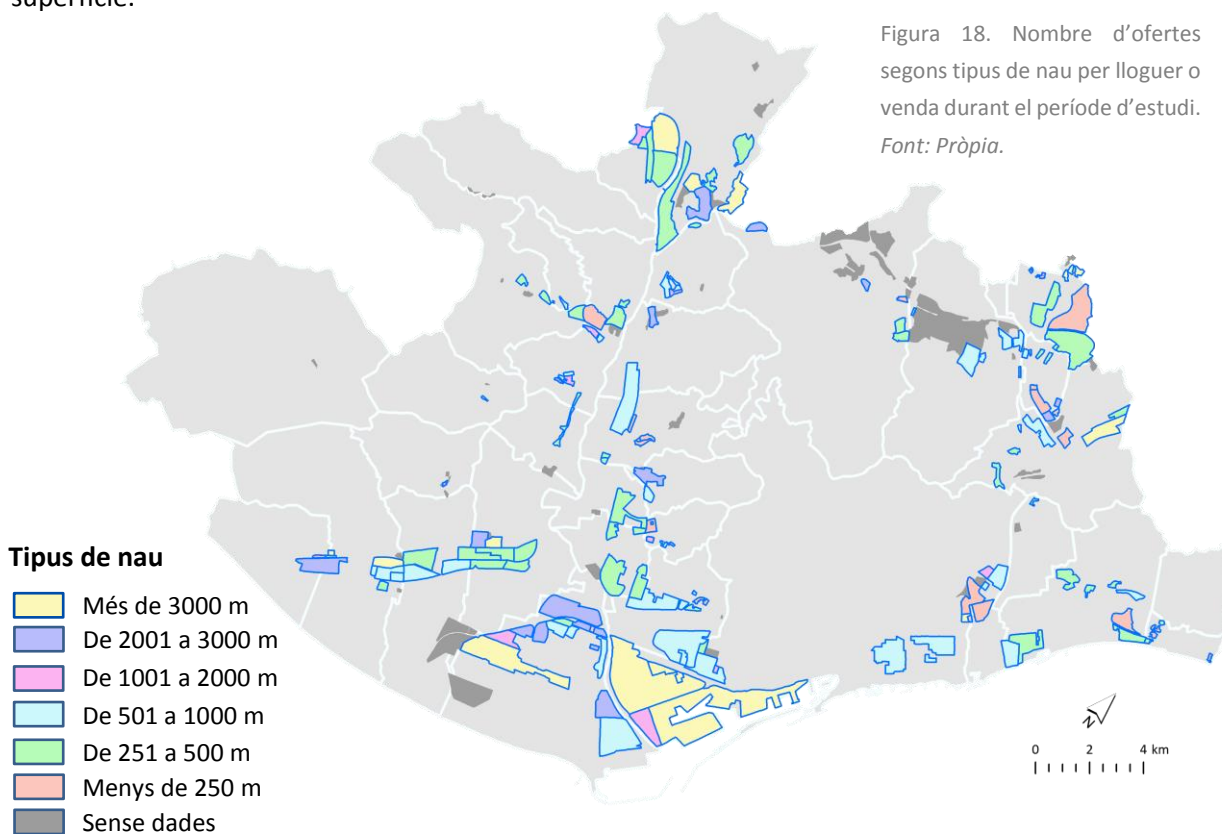 superfície.
Figura 18. Nombre d’ofertes
segons tipus de nau per lloguer o
venda durant el període d’estudi.
Font: Pròpia.
Tipus de nau
Més de 3000 m
De 2001 a 3000 m
De 1001 a 2000 m
De 501 a 1000 m
De 251 a 500 m
Menys de 250 m
Sense dades
N
0 2 4 km